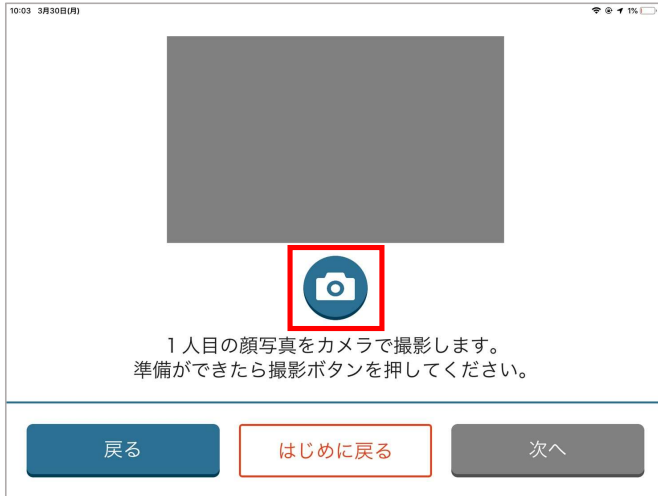 10:03 3月30日(月) 1%
1人目の顔写真をカメラで撮影します。
準備ができたら撮影ボタンを押してください。
戻る はじめに戻る 次へ